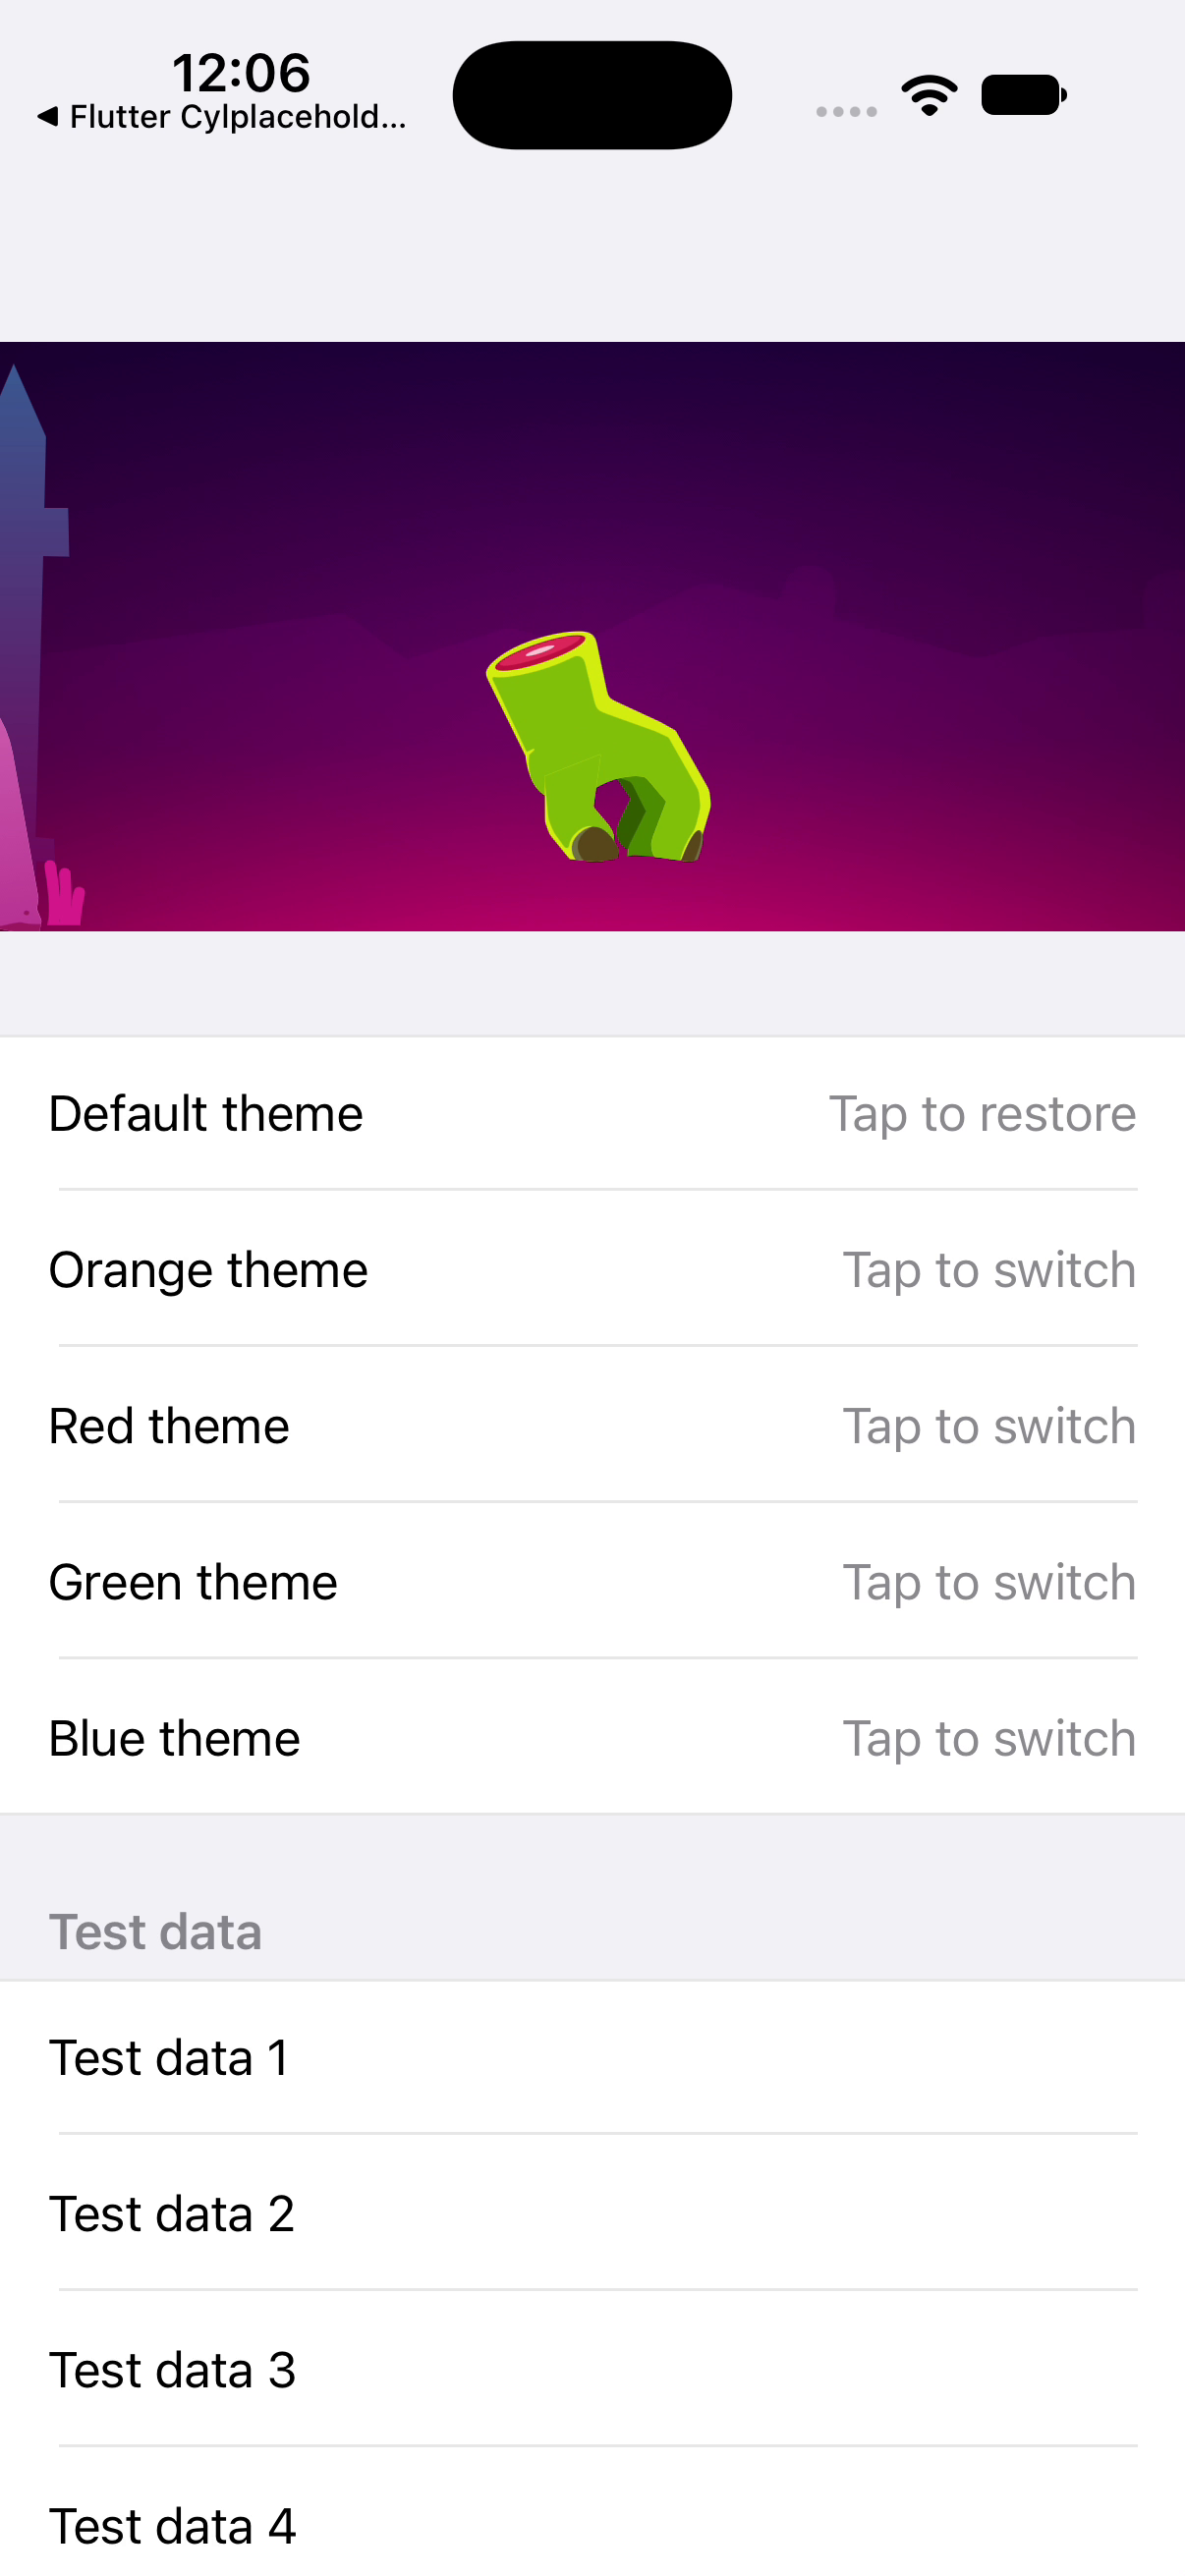 12:06
◀ Flutter Cylplacehold...
Default theme Tap to restore
Orange theme Tap to switch
Red theme Tap to switch
Green theme Tap to switch
Blue theme Tap to switch
Test data
Test data 1
Test data 2
Test data 3
Test data 4